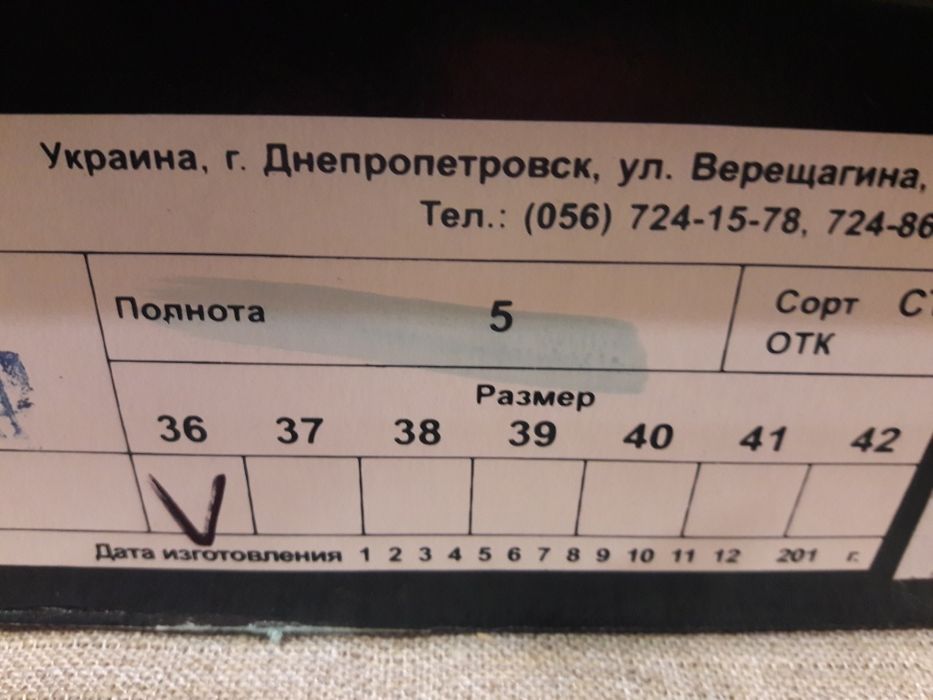 Украина, г. Днепропетровск, ул. Верещагина,
Тел.: (056) 724-15-78, 724-86
Полнота 5 Сорт
ОТК
Размер
36 37 38 39 40 41 42
Дата изготовления 1 2 3 4 5 6 7 8 9 10 11 12 201 г.